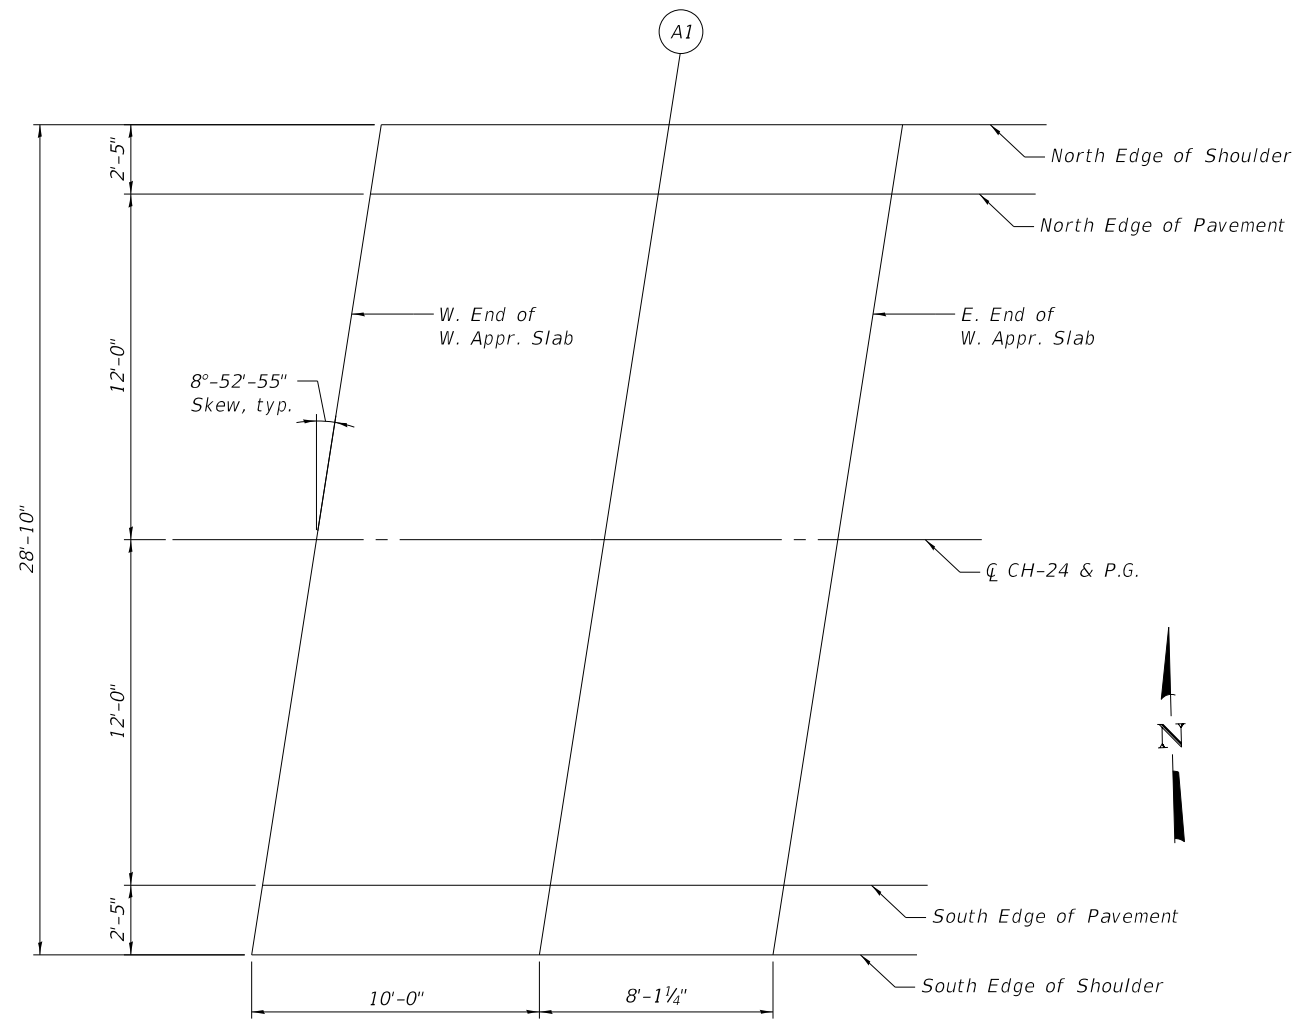 A1
2'-5"
North Edge of Shoulder
North Edge of Pavement
W. End of
W. Appr. Slab
E. End of
W. Appr. Slab
12'-0"
8°-52'-55"
Skew, typ.
28'-10"
℄ CH-24 & P.G.
12'-0"
N
2'-5"
South Edge of Pavement
South Edge of Shoulder
10'-0"
8'-1¼"